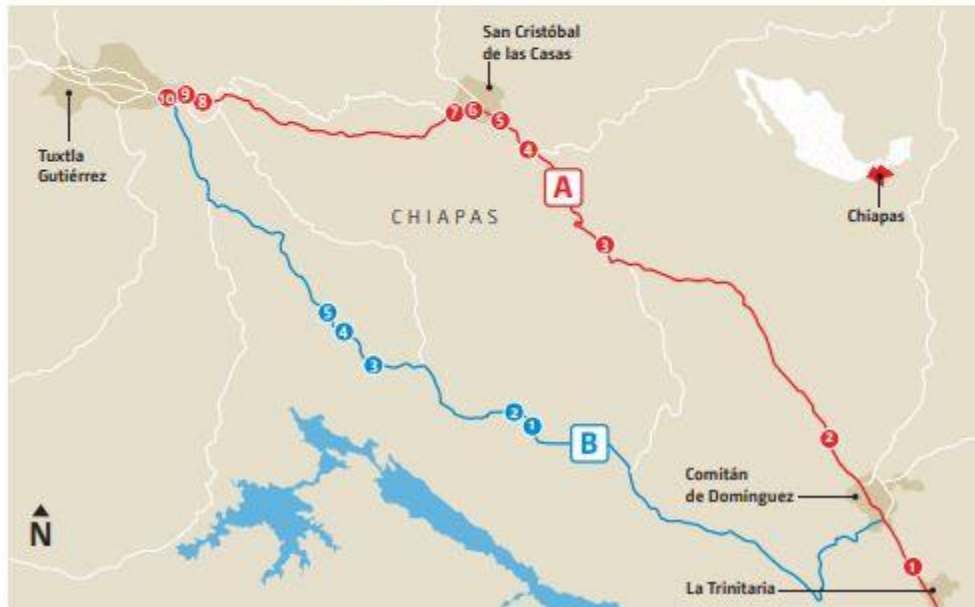 San Cristóbal
de las Casas
10
9
8
7
6
5
4
Tuxtla
Gutiérrez
A
Chiapas
CHIAPAS
3
5
4
3
2
1
B
2
Comitán
de Domínguez
N
1
La Trinitaria